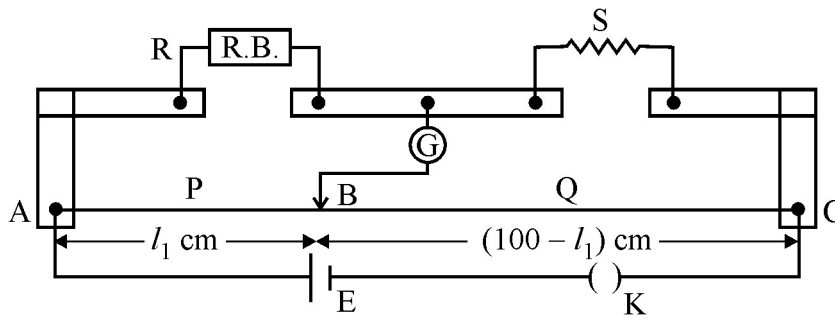 R R.B. S
G
P B Q
A C
l₁ cm (100 – l₁) cm
E K